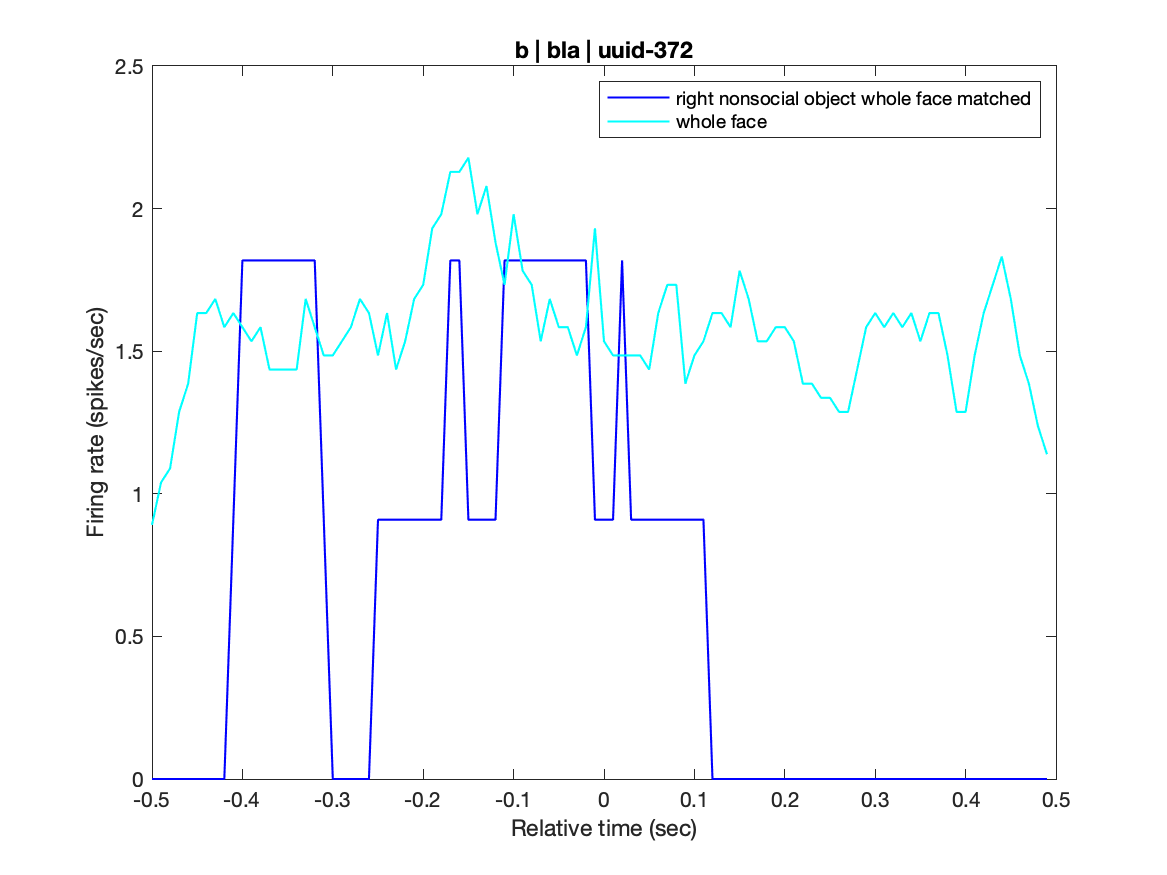 b | bla | uuid-372
right nonsocial object whole face matched
whole face
Firing rate (spikes/sec)
2.5
2
1.5
1
0.5
0
-0.5 -0.4 -0.3 -0.2 -0.1 0 0.1 0.2 0.3 0.4 0.5
Relative time (sec)